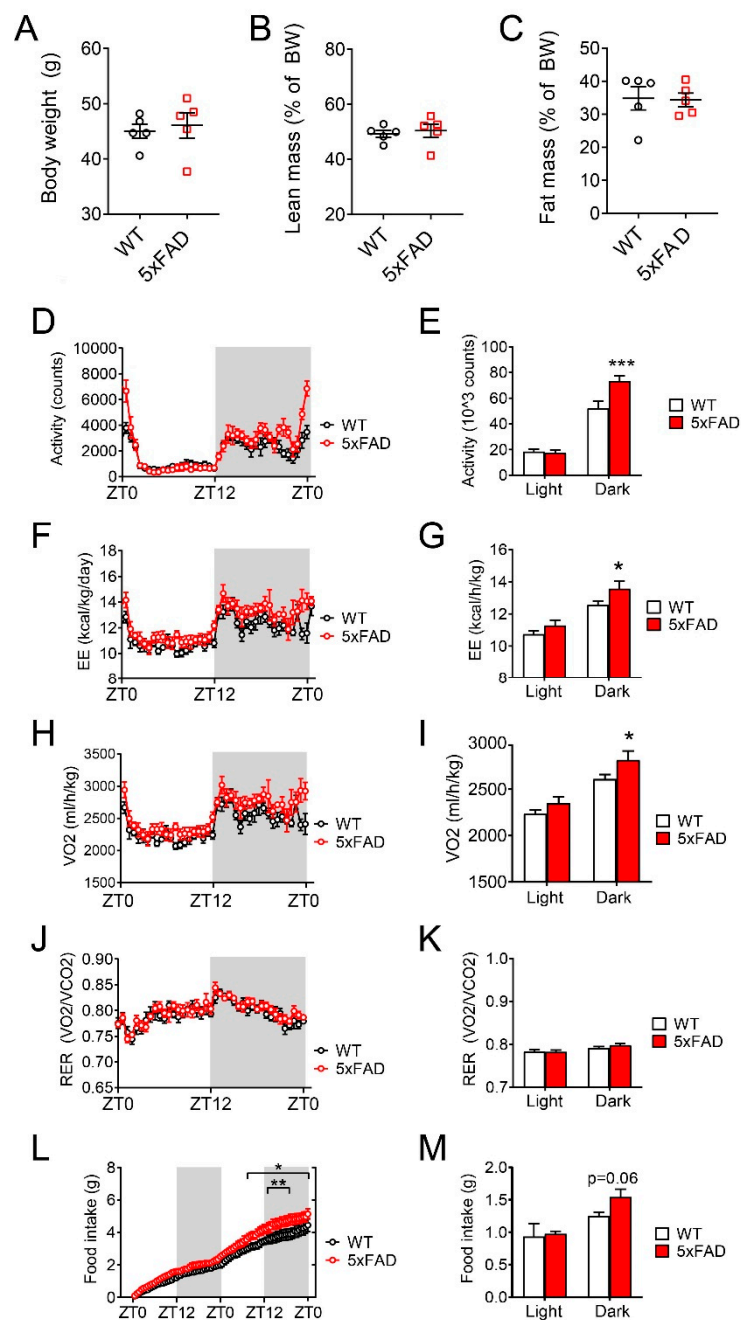 A
Body weight (g)
60
50
40
30
WT
5xFAD
B
Lean mass (% of BW)
80
60
40
20
WT
5xFAD
C
Fat mass (% of BW)
50
40
30
20
10
0
WT
5xFAD
D
Activity (counts)
10000
8000
6000
4000
2000
0
ZT0
ZT12
ZT0
WT
5xFAD
E
Activity (10^3 counts)
100
80
60
40
20
0
***
Light
Dark
WT
5xFAD
F
EE (kcal/kg/day)
18
16
14
12
10
8
ZT0
ZT12
ZT0
WT
5xFAD
G
EE (kcal/h/kg)
16
14
12
10
8
*
Light
Dark
WT
5xFAD
H
VO2 (ml/h/kg)
3500
3000
2500
2000
1500
ZT0
ZT12
ZT0
WT
5xFAD
I
VO2 (ml/h/kg)
3000
2500
2000
1500
*
Light
Dark
WT
5xFAD
J
RER (VO2/VCO2)
0.90
0.85
0.80
0.75
0.70
0.65
ZT0
ZT12
ZT0
WT
5xFAD
K
RER (VO2/VCO2)
1.0
0.9
0.8
0.7
Light
Dark
WT
5xFAD
L
Food intake (g)
8
6
4
2
0
*
**
ZT0
ZT12
ZT0
ZT12
ZT0
WT
5xFAD
M
Food intake (g)
2.0
1.5
1.0
0.5
0.0
p=0.06
Light
Dark
WT
5xFAD